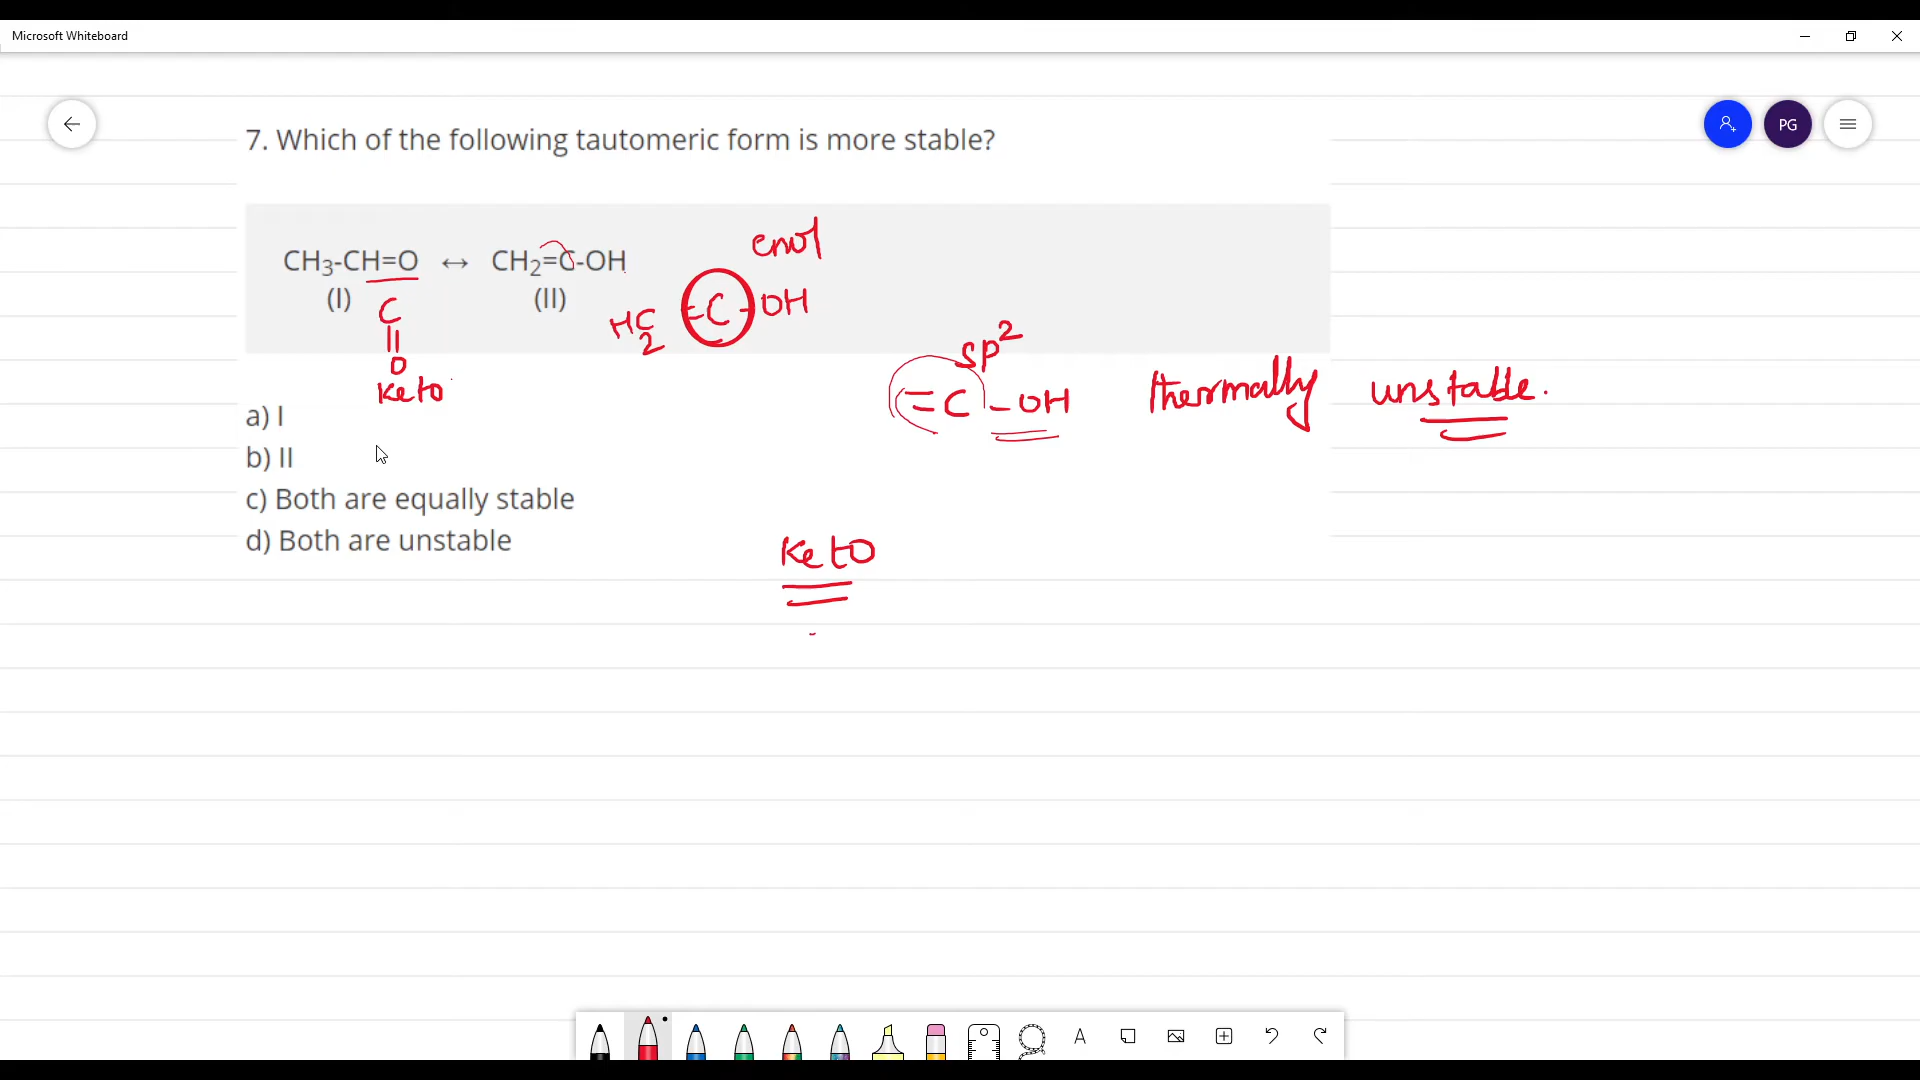 Microsoft Whiteboard
PG
7. Which of the following tautomeric form is more stable?
enol
CH3-CH=O ↔ CH2=C-OH
(I) (II)
C
||
O
Keto
H2C =C-OH
sp2
=C-OH thermally unstable.
a) I
b) II
c) Both are equally stable
d) Both are unstable
Keto
A